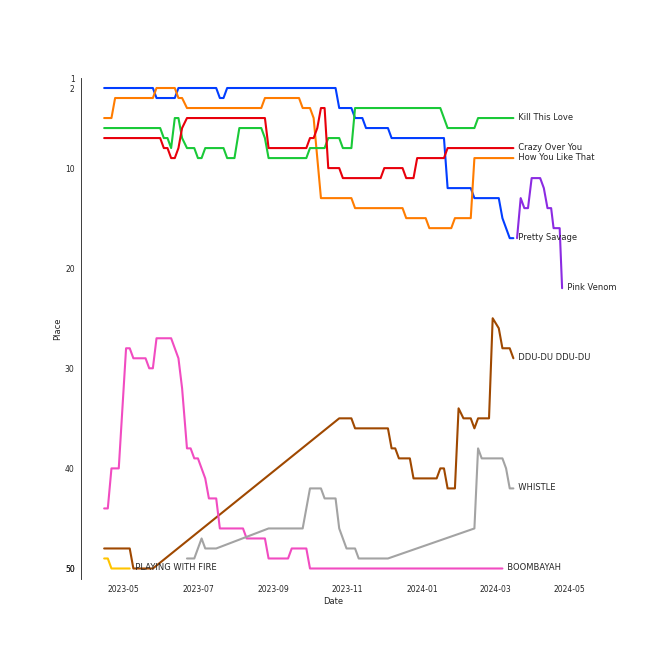 1
2
Kill This Love
Crazy Over You
How You Like That
10
Pretty Savage
20
Pink Venom
Place
30
DDU-DU DDU-DU
40
WHISTLE
50
PLAYING WITH FIRE
BOOMBAYAH
2023-05
2023-07
2023-09
2023-11
2024-01
2024-03
2024-05
Date